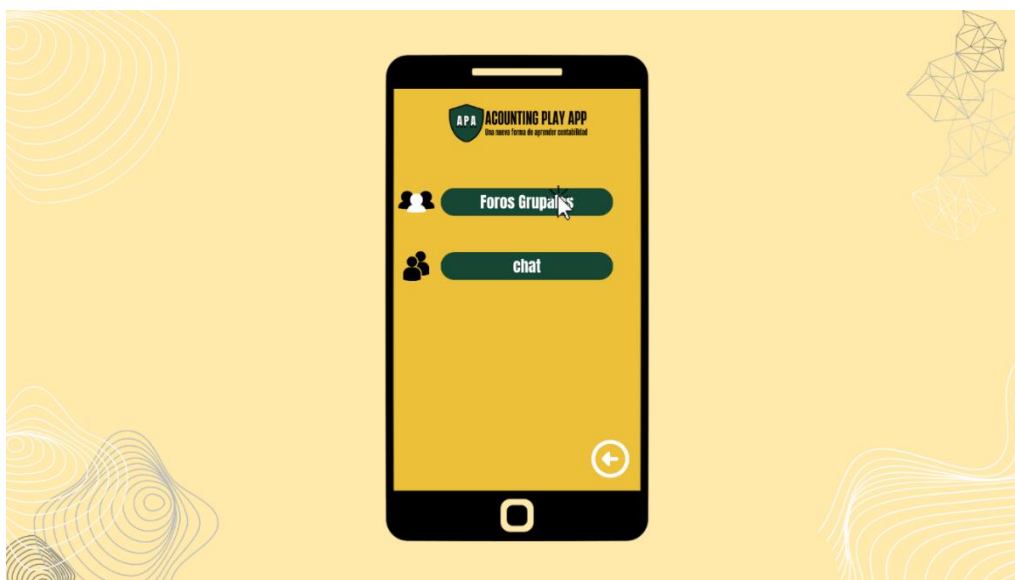 APA
ACOUNTING PLAY APP
Una nueva forma de aprender contabilidad
Foros Grupales
chat